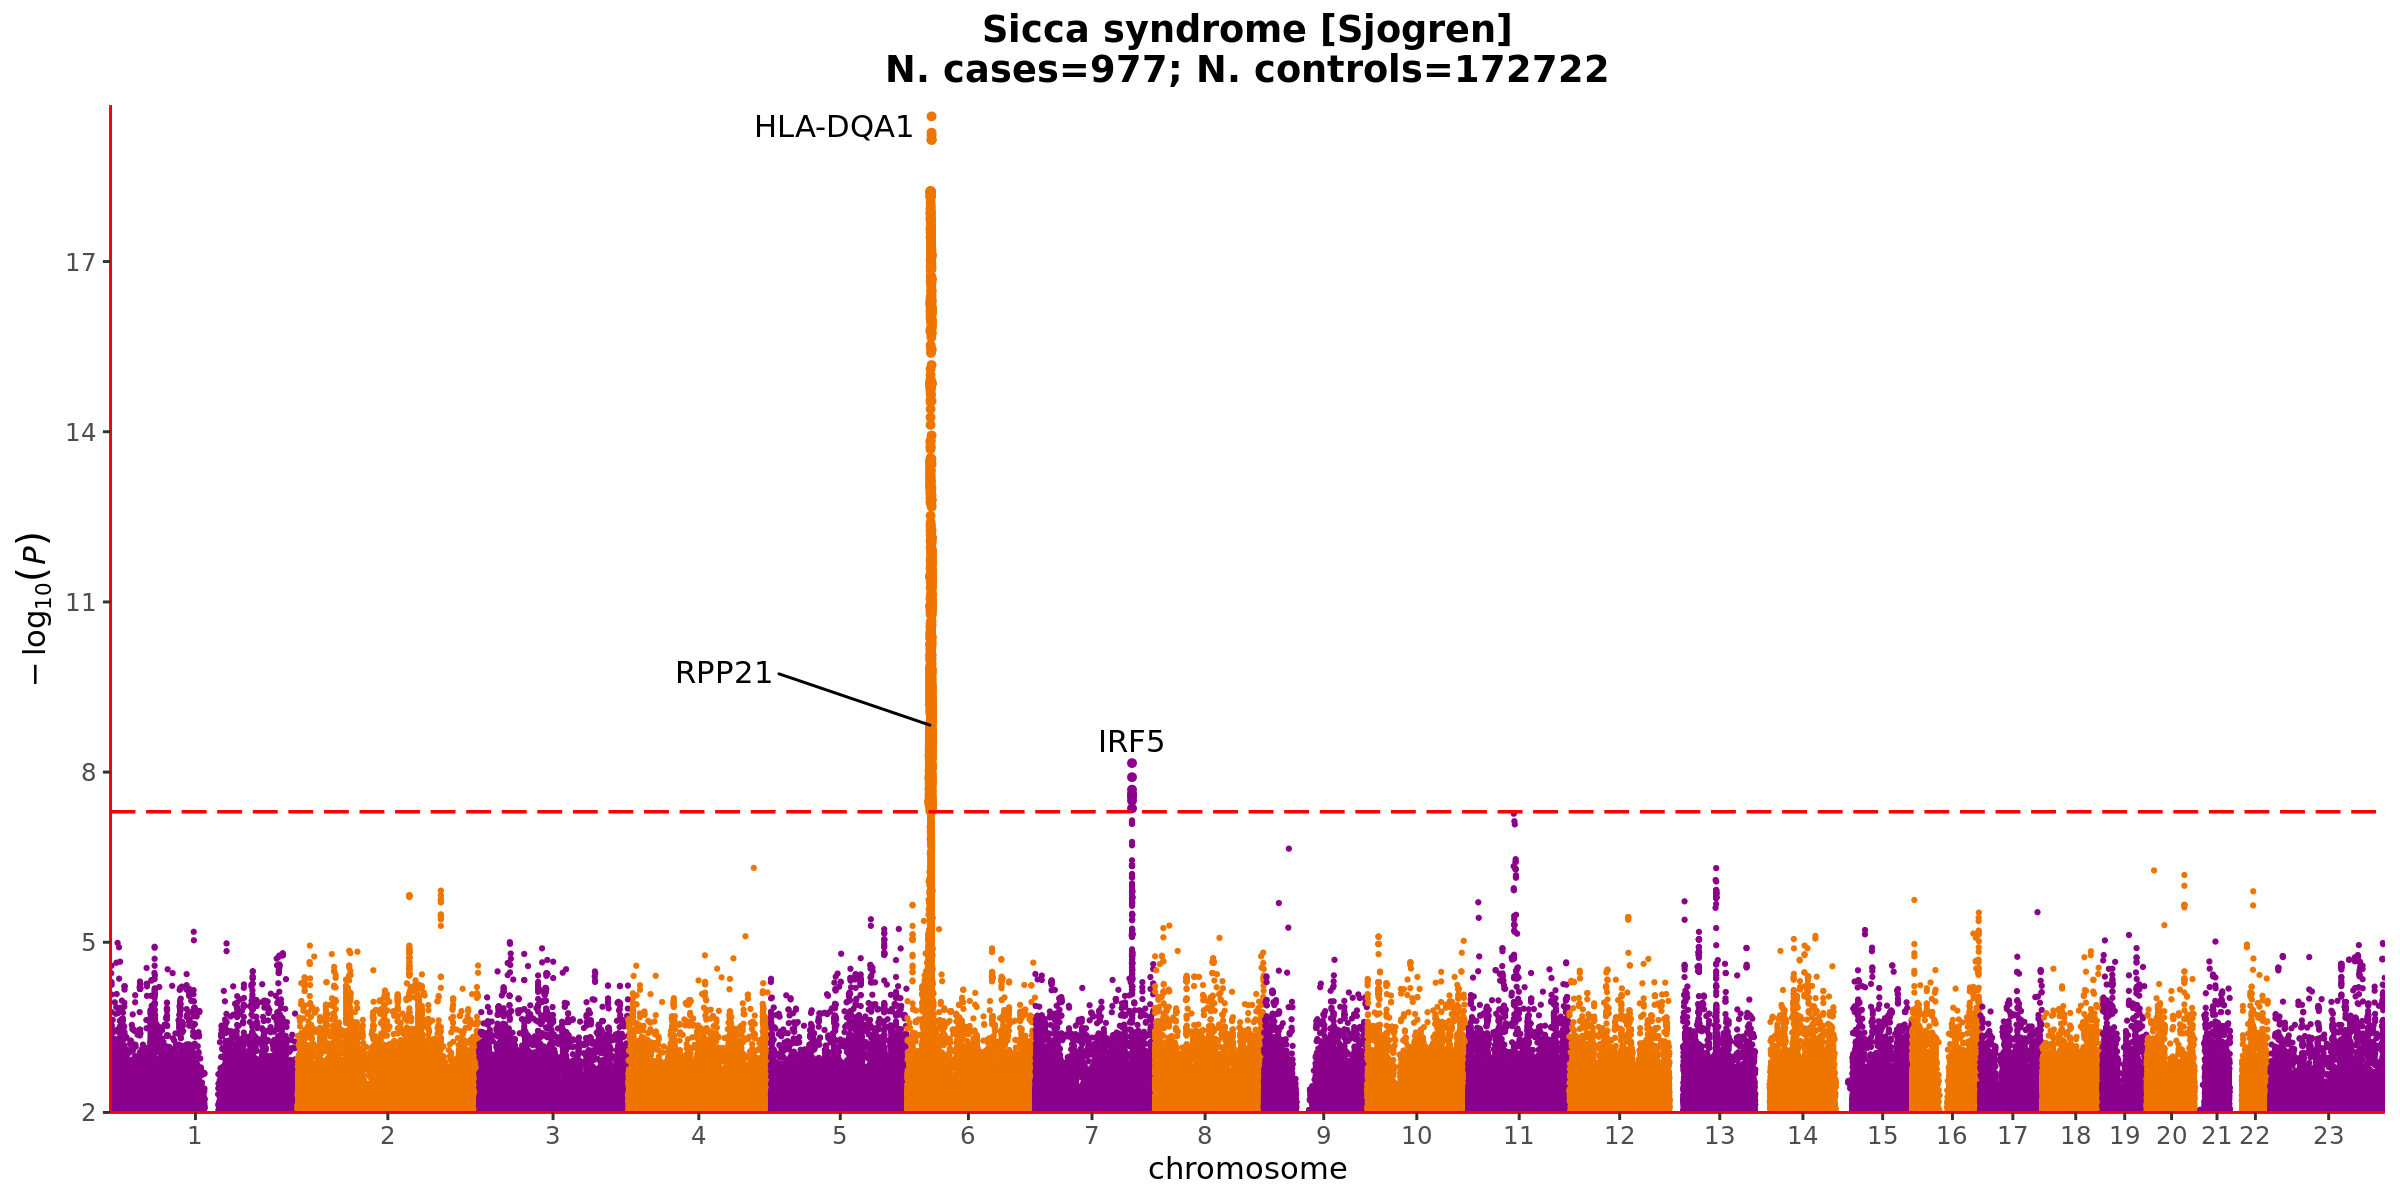 Sicca syndrome [Sjogren]
N. cases=977; N. controls=172722
HLA-DQA1
RPP21
IRF5
− log₁₀(P)
17
14
11
8
5
2
1 2 3 4 5 6 7 8 9 10 11 12 13 14 15 16 17 18 19 20 21 22 23
chromosome